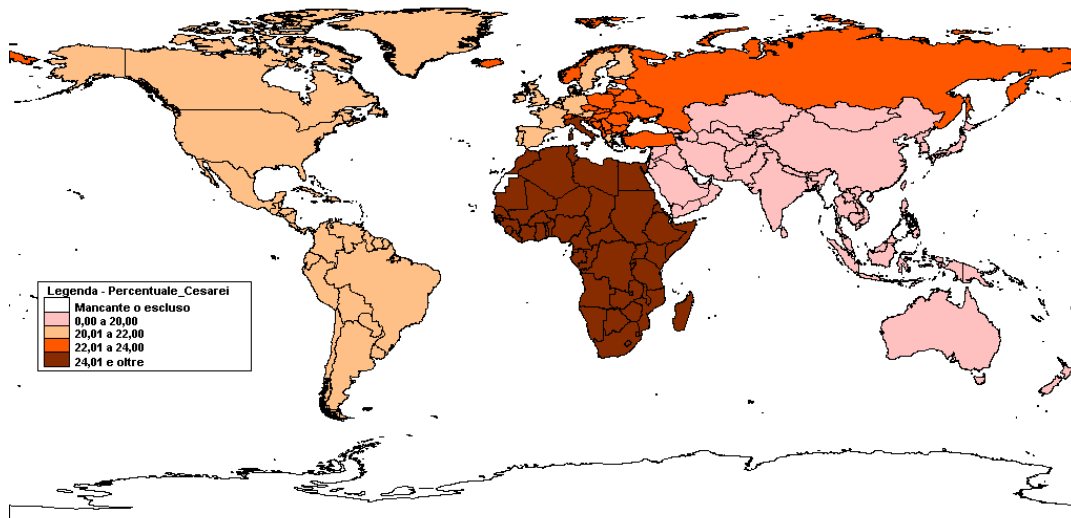 Legenda - Percentuale_Cesarei
Mancante o escluso
0,00 a 20,00
20,01 a 22,00
22,01 a 24,00
24,01 e oltre